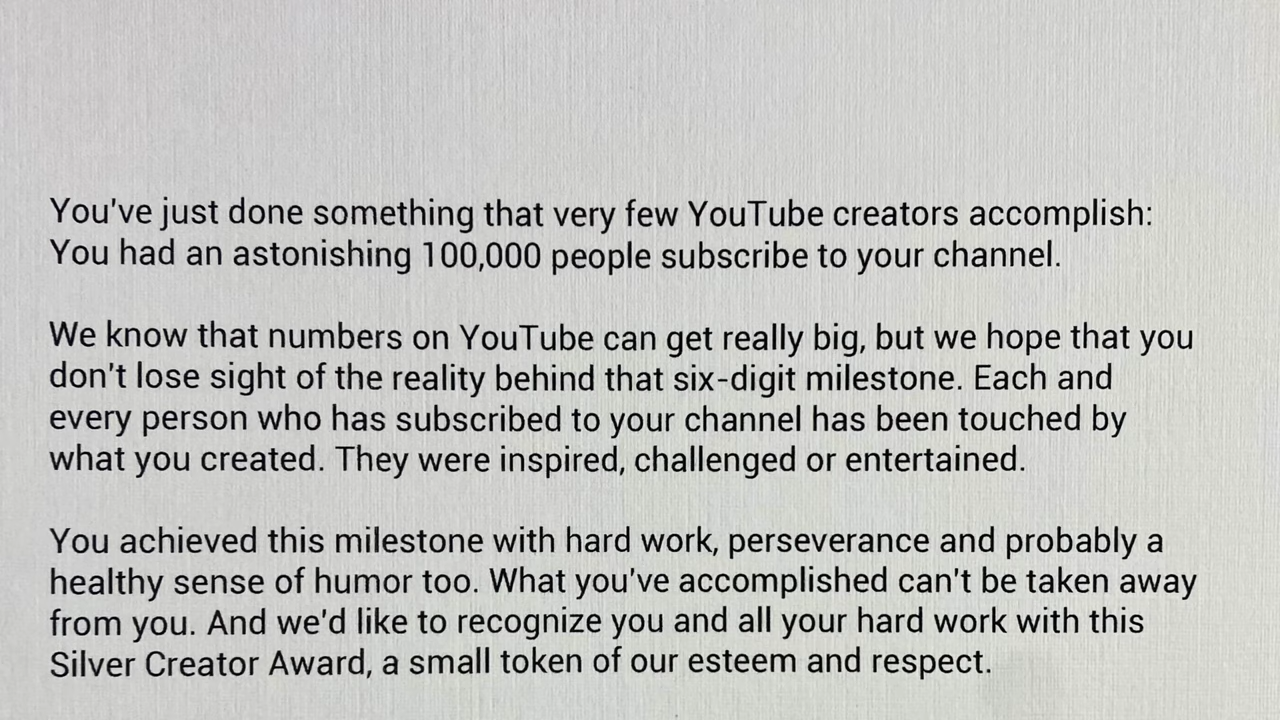 You've just done something that very few YouTube creators accomplish:
You had an astonishing 100,000 people subscribe to your channel.
We know that numbers on YouTube can get really big, but we hope that you
don't lose sight of the reality behind that six-digit milestone. Each and
every person who has subscribed to your channel has been touched by
what you created. They were inspired, challenged or entertained.
You achieved this milestone with hard work, perseverance and probably a
healthy sense of humor too. What you've accomplished can't be taken away
from you. And we'd like to recognize you and all your hard work with this
Silver Creator Award, a small token of our esteem and respect.